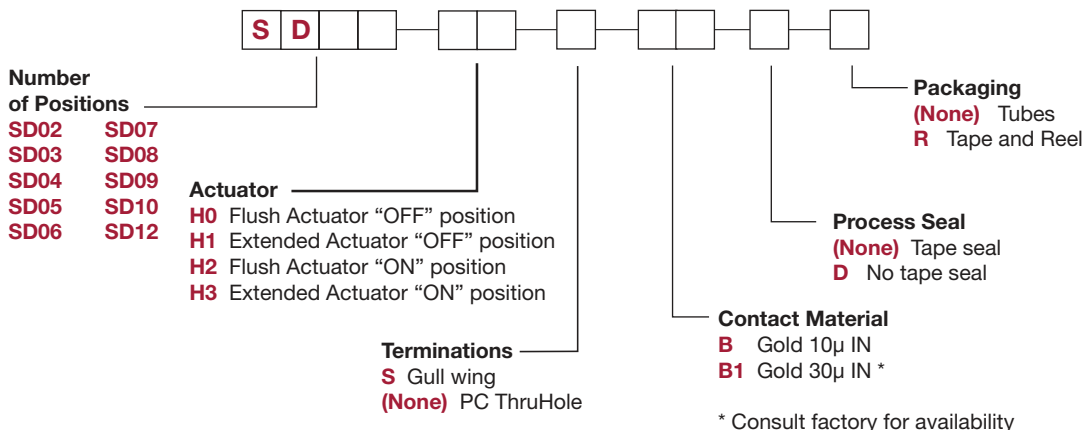 S D
Number
of Positions
SD02 SD07
SD03 SD08
SD04 SD09
SD05 SD10
SD06 SD12
Actuator
H0 Flush Actuator “OFF” position
H1 Extended Actuator “OFF” position
H2 Flush Actuator “ON” position
H3 Extended Actuator “ON” position
Terminations
S Gull wing
(None) PC ThruHole
Contact Material
B Gold 10μ IN
B1 Gold 30μ IN *
* Consult factory for availability
Process Seal
(None) Tape seal
D No tape seal
Packaging
(None) Tubes
R Tape and Reel